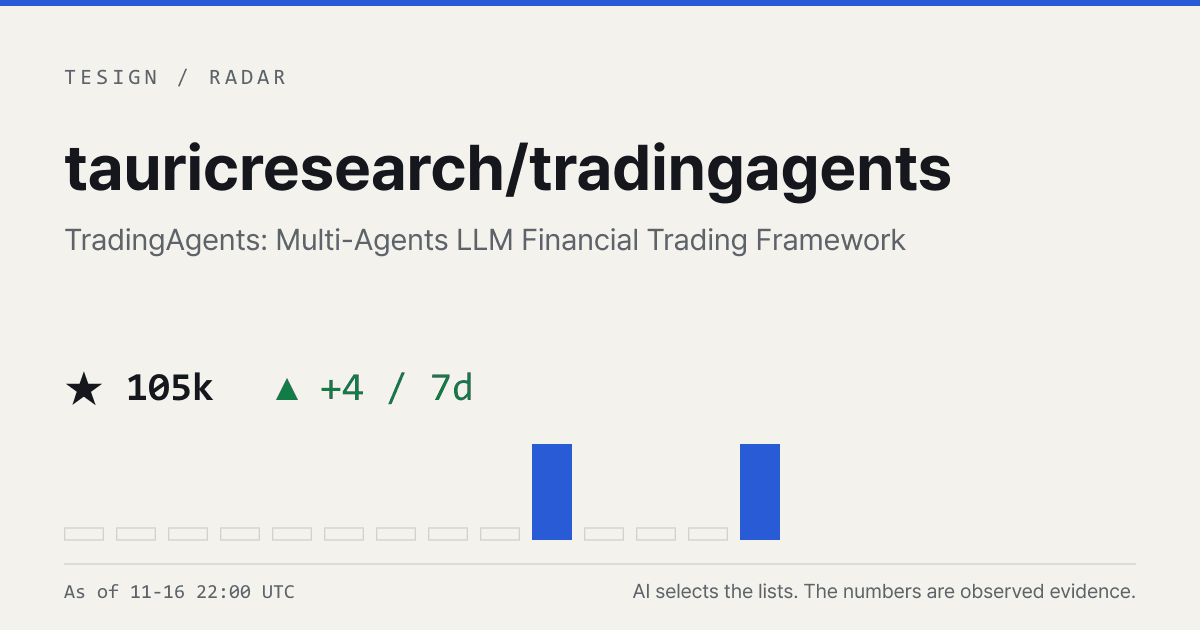 TESIGN / RADAR
tauricresearch/tradingagents
TradingAgents: Multi-Agents LLM Financial Trading Framework
★ 105k ▲ +4 / 7d
As of 11-16 22:00 UTC
AI selects the lists. The numbers are observed evidence.